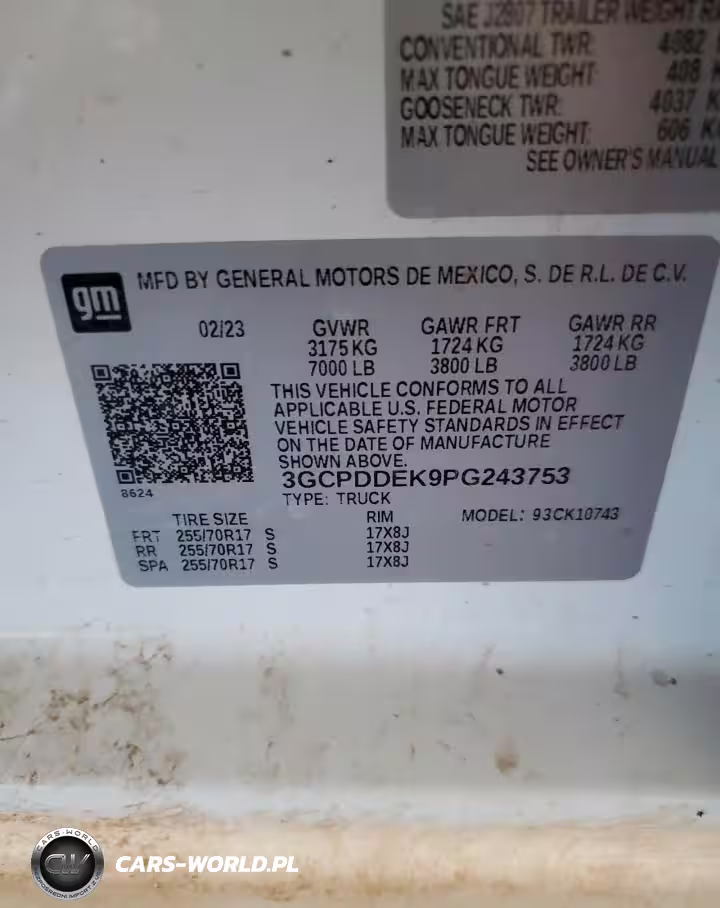 SAE J2807 TRAILER WEIGHT
CONVENTIONAL TWR: 4082
MAX TONGUE WEIGHT 408 K
GOOSENECK TWR: 4037 K
MAX TONGUE WEIGHT: 606 K
SEE OWNER'S MANUAL
gm
MFD BY GENERAL MOTORS DE MEXICO, S. DE R.L. DE C.V.
02/23 GVWR GAWR FRT GAWR RR
3175 KG 1724 KG 1724 KG
7000 LB 3800 LB 3800 LB
THIS VEHICLE CONFORMS TO ALL
APPLICABLE U.S. FEDERAL MOTOR
VEHICLE SAFETY STANDARDS IN EFFECT
ON THE DATE OF MANUFACTURE
SHOWN ABOVE.
3GCPDDEK9PG243753
8624
TYPE: TRUCK
TIRE SIZE RIM MODEL: 93CK10743
FRT 255/70R17 S 17X8J
RR 255/70R17 S 17X8J
SPA 255/70R17 S 17X8J
CARS-WORLD
CW
CARS-WORLD.PL